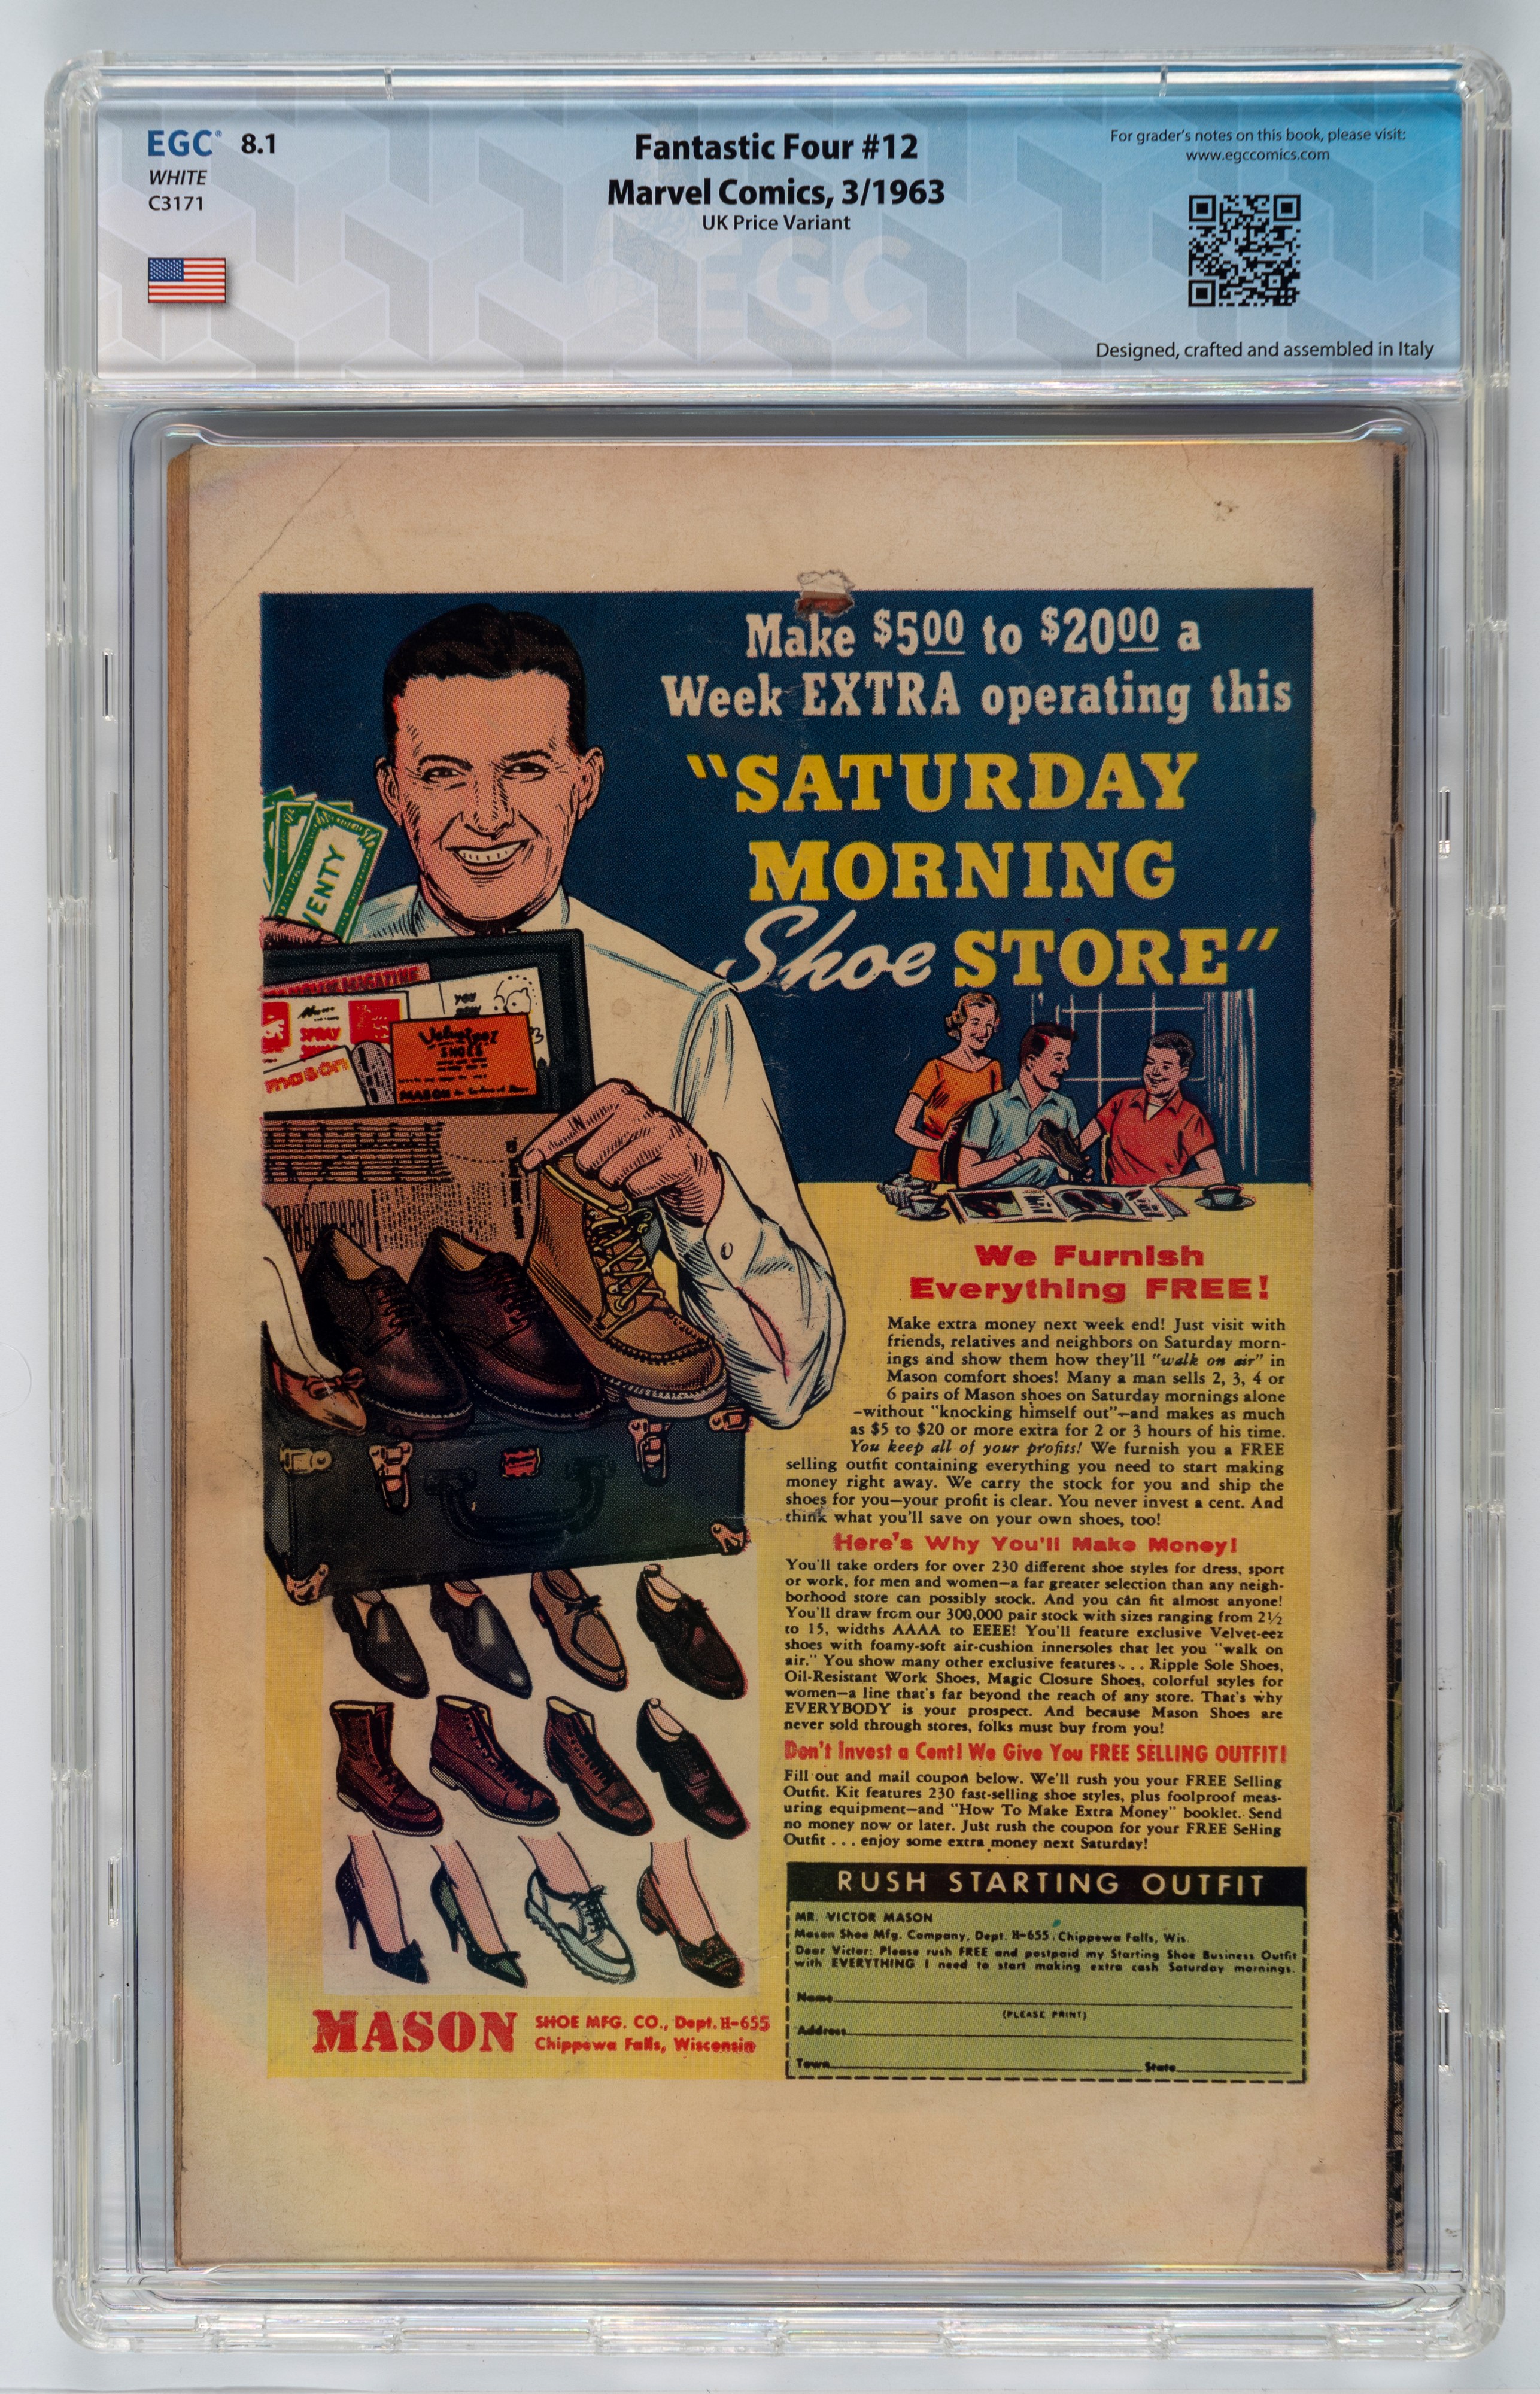 EGC® 8.1
WHITE
C3171
Fantastic Four #12
Marvel Comics, 3/1963
UK Price Variant
EGC
For grader's notes on this book, please visit:
www.egccomics.com
Designed, crafted and assembled in Italy
Make $5.00 to $20.00 a
Week EXTRA operating this
"SATURDAY
MORNING
Shoe STORE"
VENTY
MAGAZINE
SPRAY
mason
YOU
Velvet-eez
SHOES
MASON
We Furnish
Everything FREE!
Make extra money next week end! Just visit with
friends, relatives and neighbors on Saturday morn-
ings and show them how they'll "walk on air" in
Mason comfort shoes! Many a man sells 2, 3, 4 or
6 pairs of Mason shoes on Saturday mornings alone
—without "knocking himself out"—and makes as much
as $5 to $20 or more extra for 2 or 3 hours of his time.
You keep all of your profits! We furnish you a FREE
selling outfit containing everything you need to start making
money right away. We carry the stock for you and ship the
shoes for you—your profit is clear. You never invest a cent. And
think what you'll save on your own shoes, too!
Here's Why You'll Make Money!
You'll take orders for over 230 different shoe styles for dress, sport
or work, for men and women—a far greater selection than any neigh-
borhood store can possibly stock. And you can fit almost anyone!
You'll draw from our 300,000 pair stock with sizes ranging from 2½
to 15, widths AAAA to EEEE! You'll feature exclusive Velvet-eez
shoes with foamy-soft air-cushion innersoles that let you "walk on
air." You show many other exclusive features . . . Ripple Sole Shoes,
Oil-Resistant Work Shoes, Magic Closure Shoes, colorful styles for
women—a line that's far beyond the reach of any store. That's why
EVERYBODY is your prospect. And because Mason Shoes are
never sold through stores, folks must buy from you!
Don't Invest a Cent! We Give You FREE SELLING OUTFIT!
Fill out and mail coupon below. We'll rush you your FREE Selling
Outfit. Kit features 230 fast-selling shoe styles, plus foolproof meas-
uring equipment—and "How To Make Extra Money" booklet. Send
no money now or later. Just rush the coupon for your FREE Selling
Outfit . . . enjoy some extra money next Saturday!
MASON SHOE MFG. CO., Dept. H-655
Chippewa Falls, Wisconsin
RUSH STARTING OUTFIT
MR. VICTOR MASON
Mason Shoe Mfg. Company, Dept. H-655, Chippewa Falls, Wis.
Dear Victor: Please rush FREE and postpaid my Starting Shoe Business Outfit
with EVERYTHING I need to start making extra cash Saturday mornings.
Name
(PLEASE PRINT)
Address
Town State